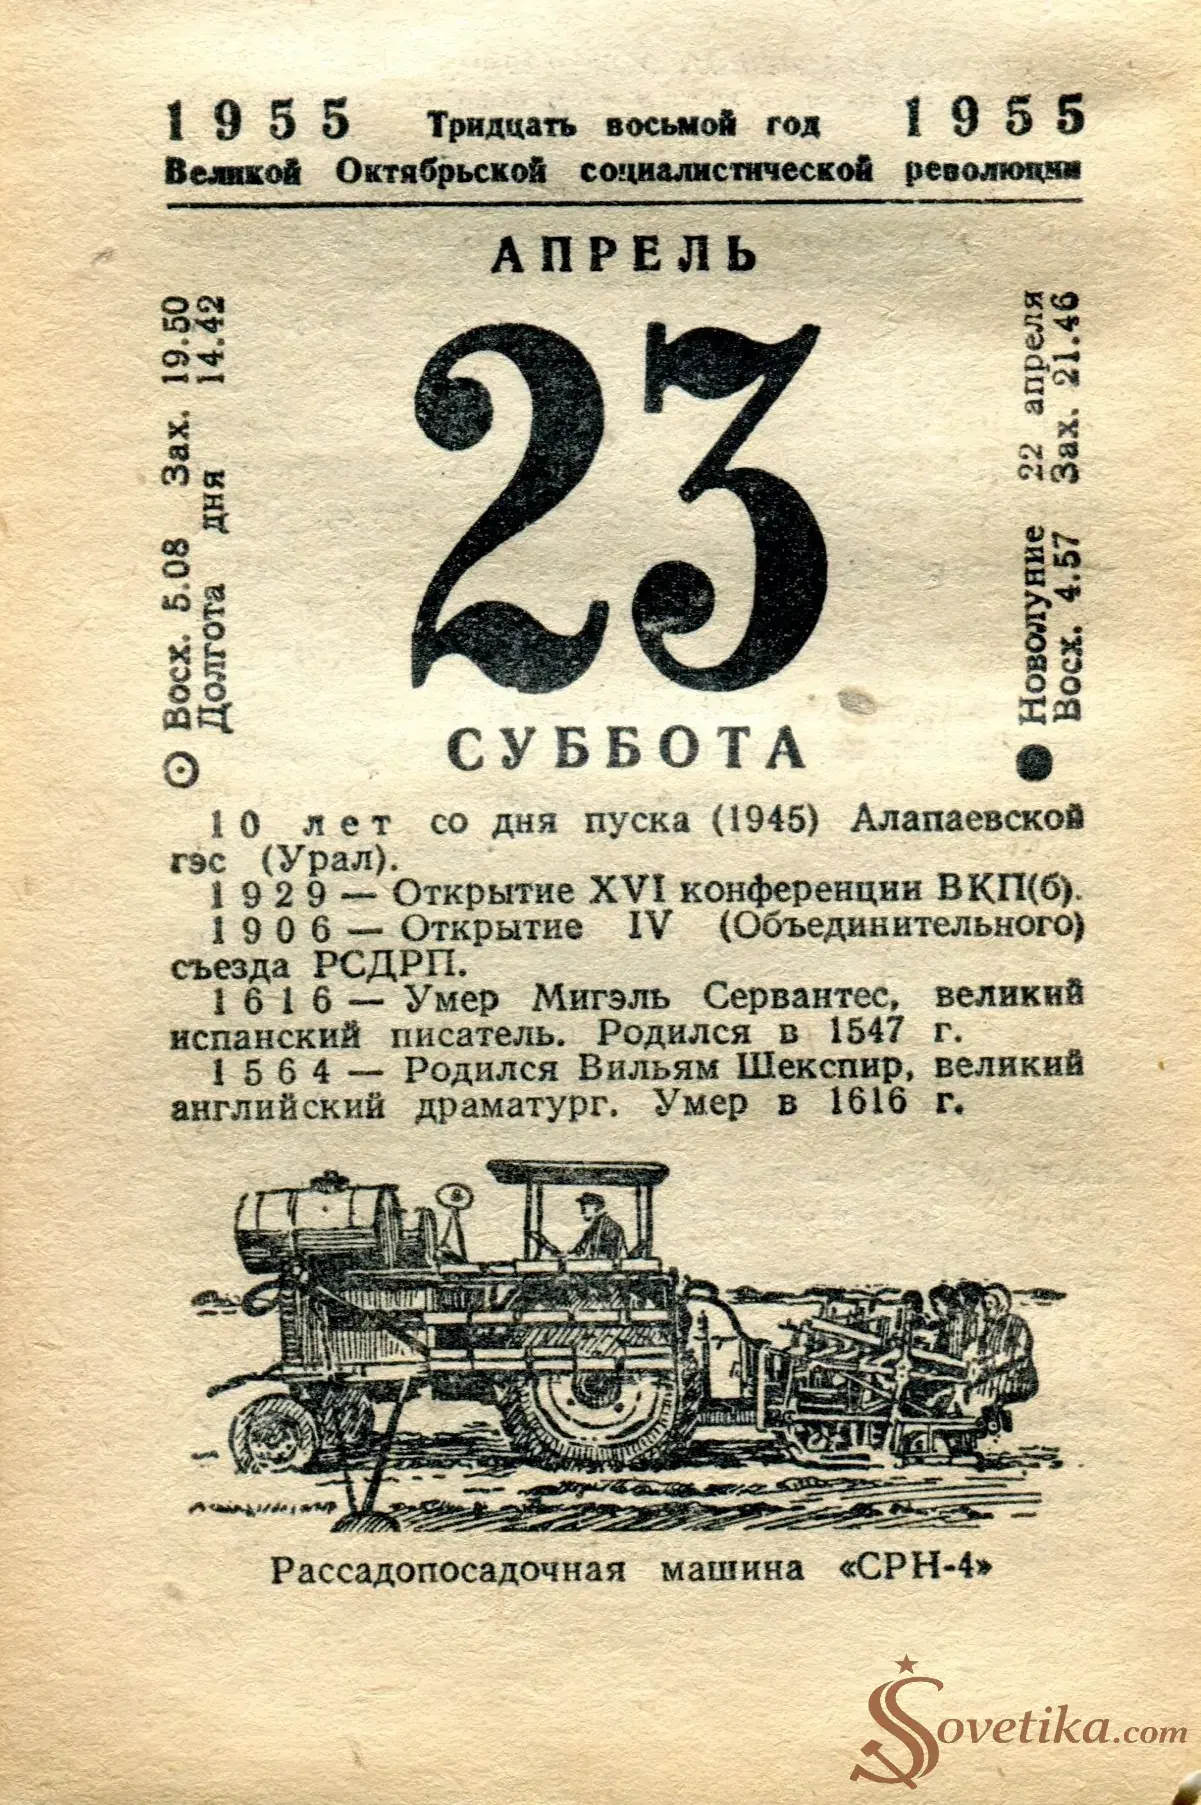 1955 Тридцать восьмой год 1955
Великой Октябрьской социалистической революции
АПРЕЛЬ
Восх. 5.08 Зах. 19.50
Долгота дня 14.42
23
Новолуние 22 апреля
Восх. 4.57 Зах. 21.46
СУББОТА
10 лет со дня пуска (1945) Алапаевской
гэс (Урал).
1929 — Открытие XVI конференции ВКП(б).
1906 — Открытие IV (Объединительного)
съезда РСДРП.
1616 — Умер Мигэль Сервантес, великий
испанский писатель. Родился в 1547 г.
1564 — Родился Вильям Шекспир, великий
английский драматург. Умер в 1616 г.
Рассадопосадочная машина «СРН-4»
Sovetika.com